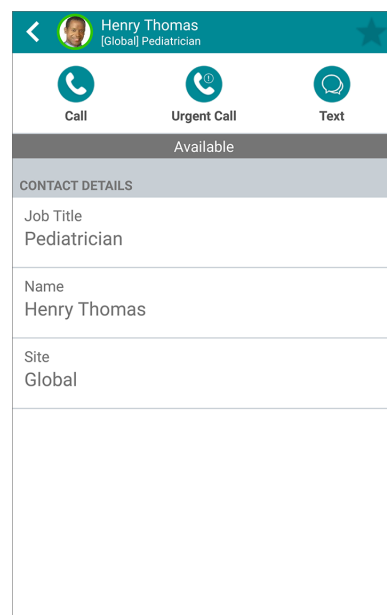 Henry Thomas
[Global] Pediatrician
Call
Urgent Call
Text
Available
CONTACT DETAILS
Job Title
Pediatrician
Name
Henry Thomas
Site
Global